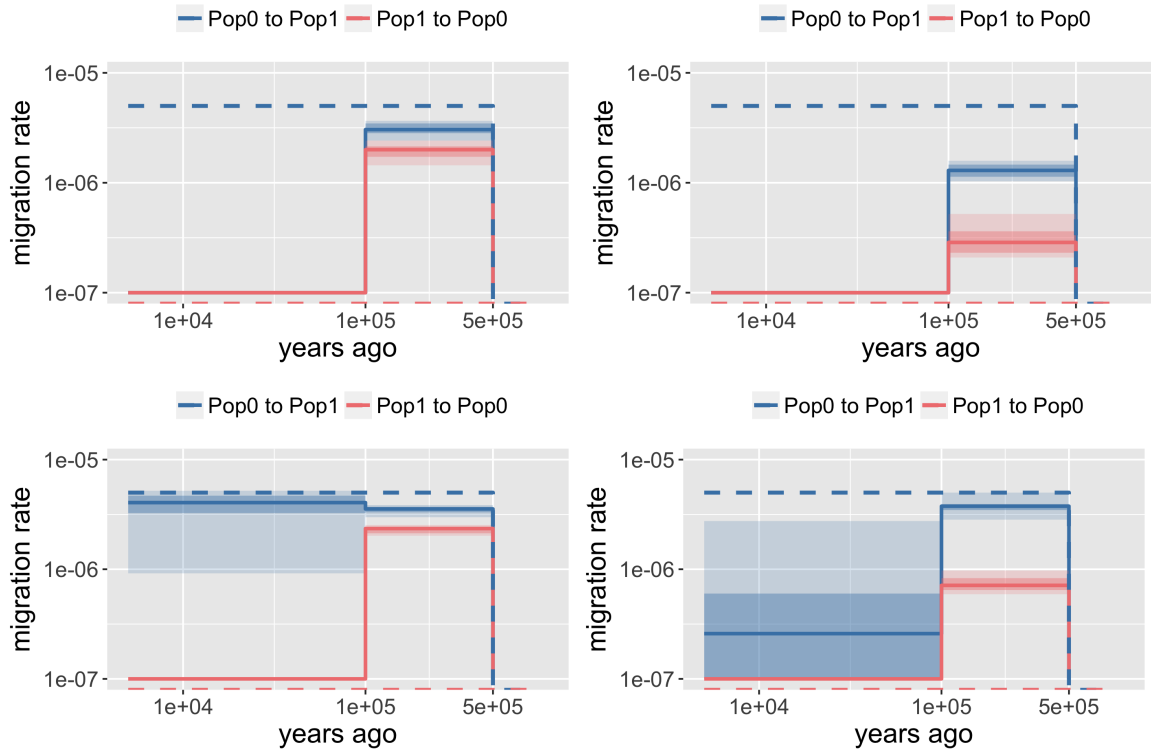 Pop0 to Pop1 Pop1 to Pop0
1e-05
1e-06
1e-07
migration rate
1e+04 1e+05 5e+05
years ago
Pop0 to Pop1 Pop1 to Pop0
1e-05
1e-06
1e-07
migration rate
1e+04 1e+05 5e+05
years ago
Pop0 to Pop1 Pop1 to Pop0
1e-05
1e-06
1e-07
migration rate
1e+04 1e+05 5e+05
years ago
Pop0 to Pop1 Pop1 to Pop0
1e-05
1e-06
1e-07
migration rate
1e+04 1e+05 5e+05
years ago